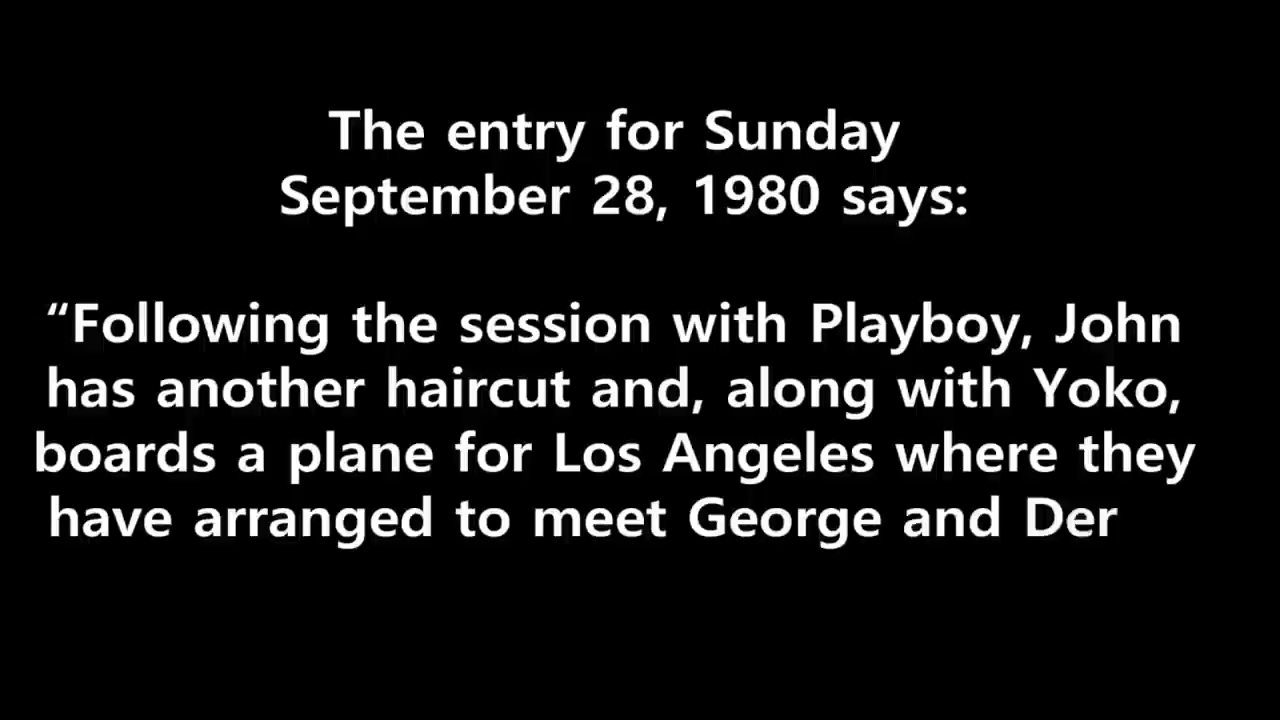 The entry for Sunday
September 28, 1980 says:
“Following the session with Playboy, John
has another haircut and, along with Yoko,
boards a plane for Los Angeles where they
have arranged to meet George and Der